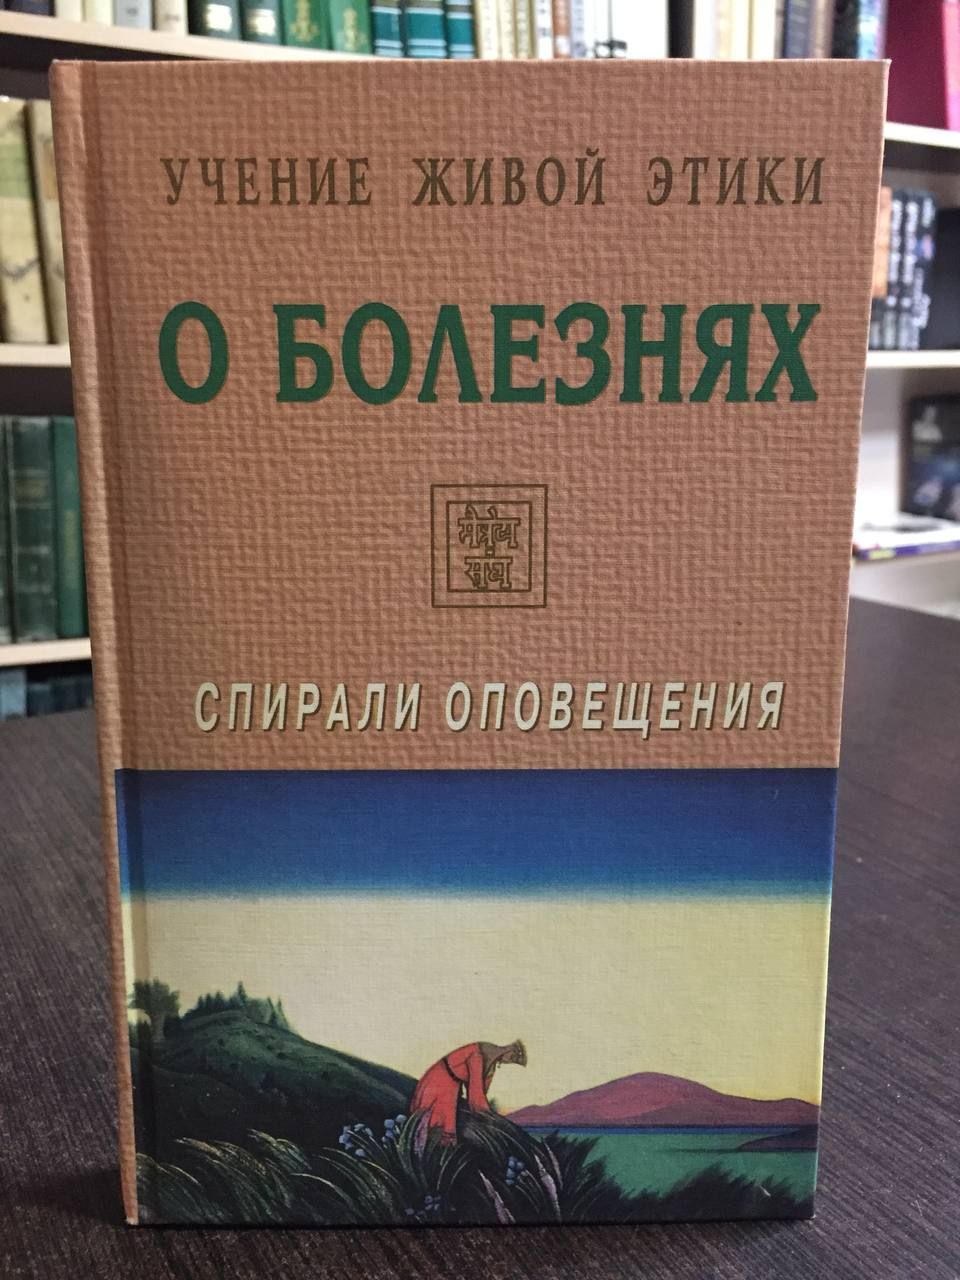 УЧЕНИЕ ЖИВОЙ ЭТИКИ
О БОЛЕЗНЯХ
मैत्रेय
संघ
СПИРАЛИ ОПОВЕЩЕНИЯ